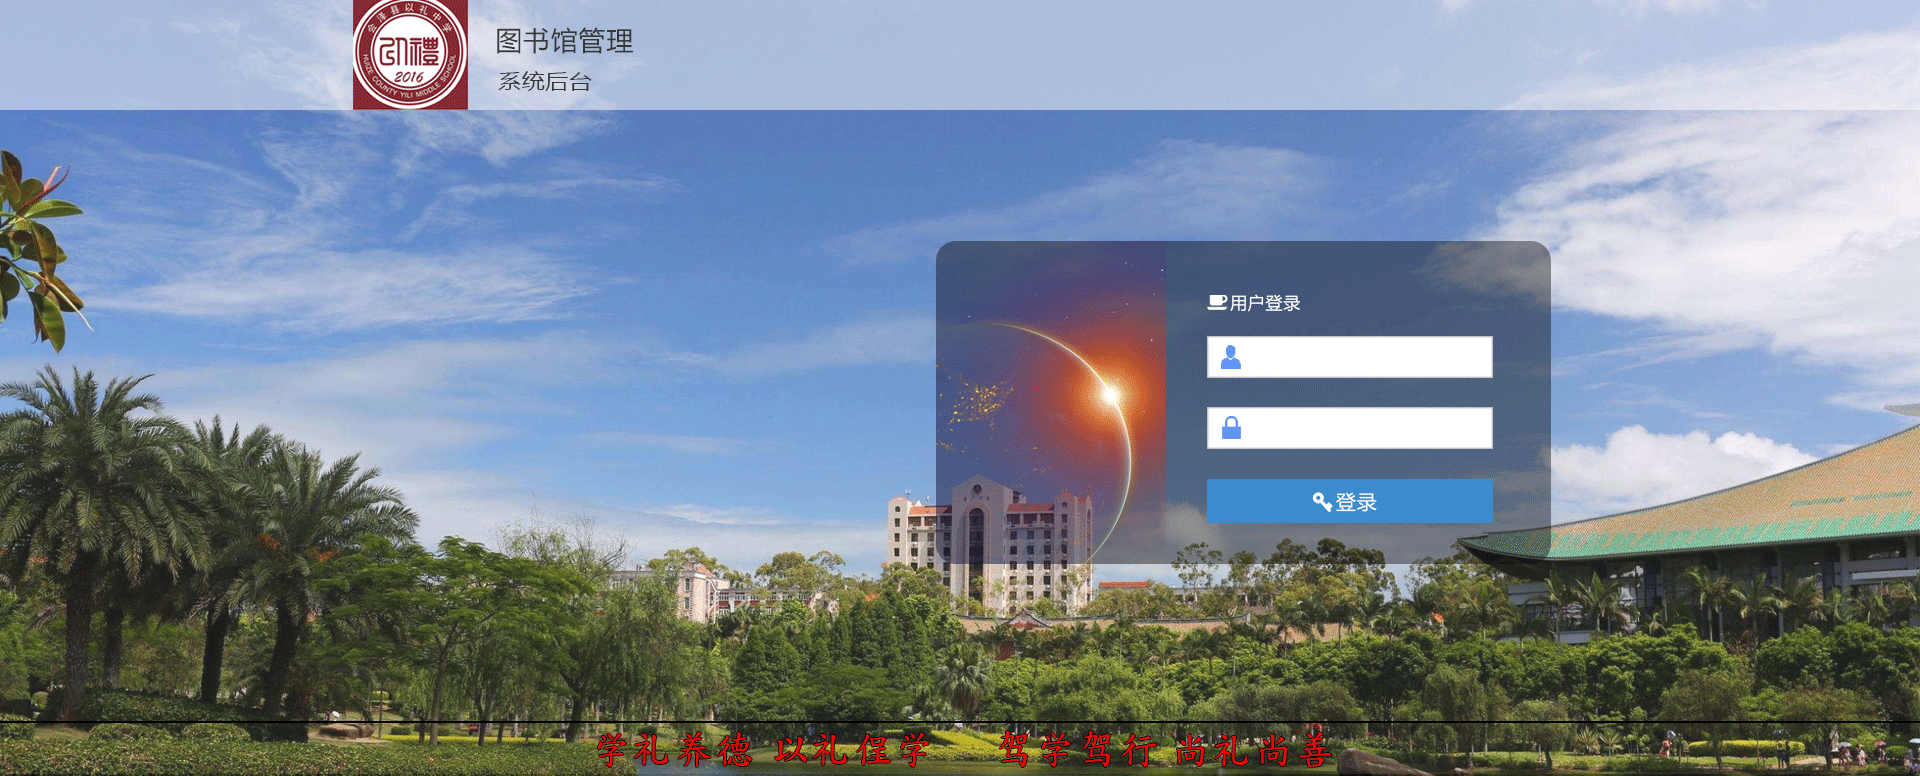 会泽县以礼中学
2016
HUIZE COUNTY YILI MIDDLE SCHOOL
图书馆管理
系统后台
用户登录
登录
学礼养德 以礼促学 驾学驾行 尚礼尚善